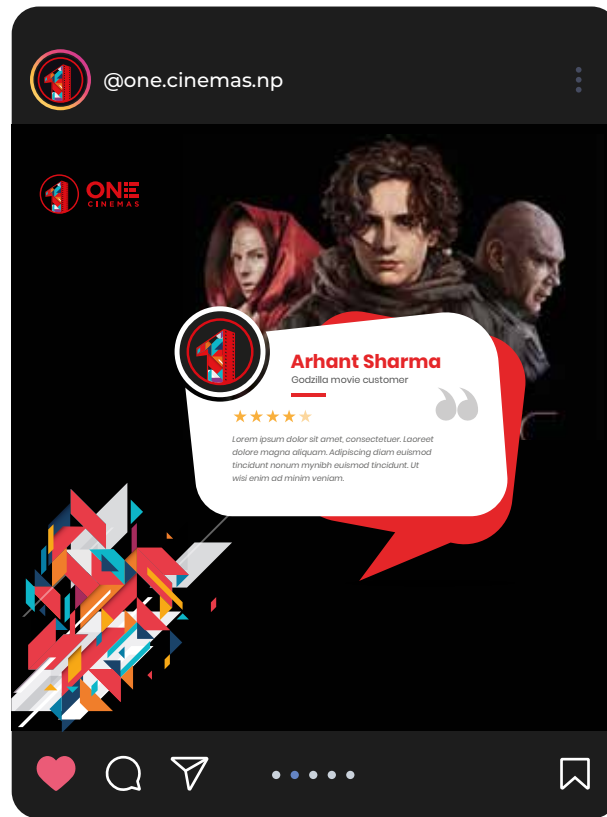 @one.cinemas.np
ONE
CINEMAS
Arhant Sharma
Godzilla movie customer
Lorem ipsum dolor sit amet, consectetuer. Laoreet
dolore magna aliquam. Adipiscing diam euismod
tincidunt nonum mynibh euismod tincidunt. Ut
wisi enim ad minim veniam.